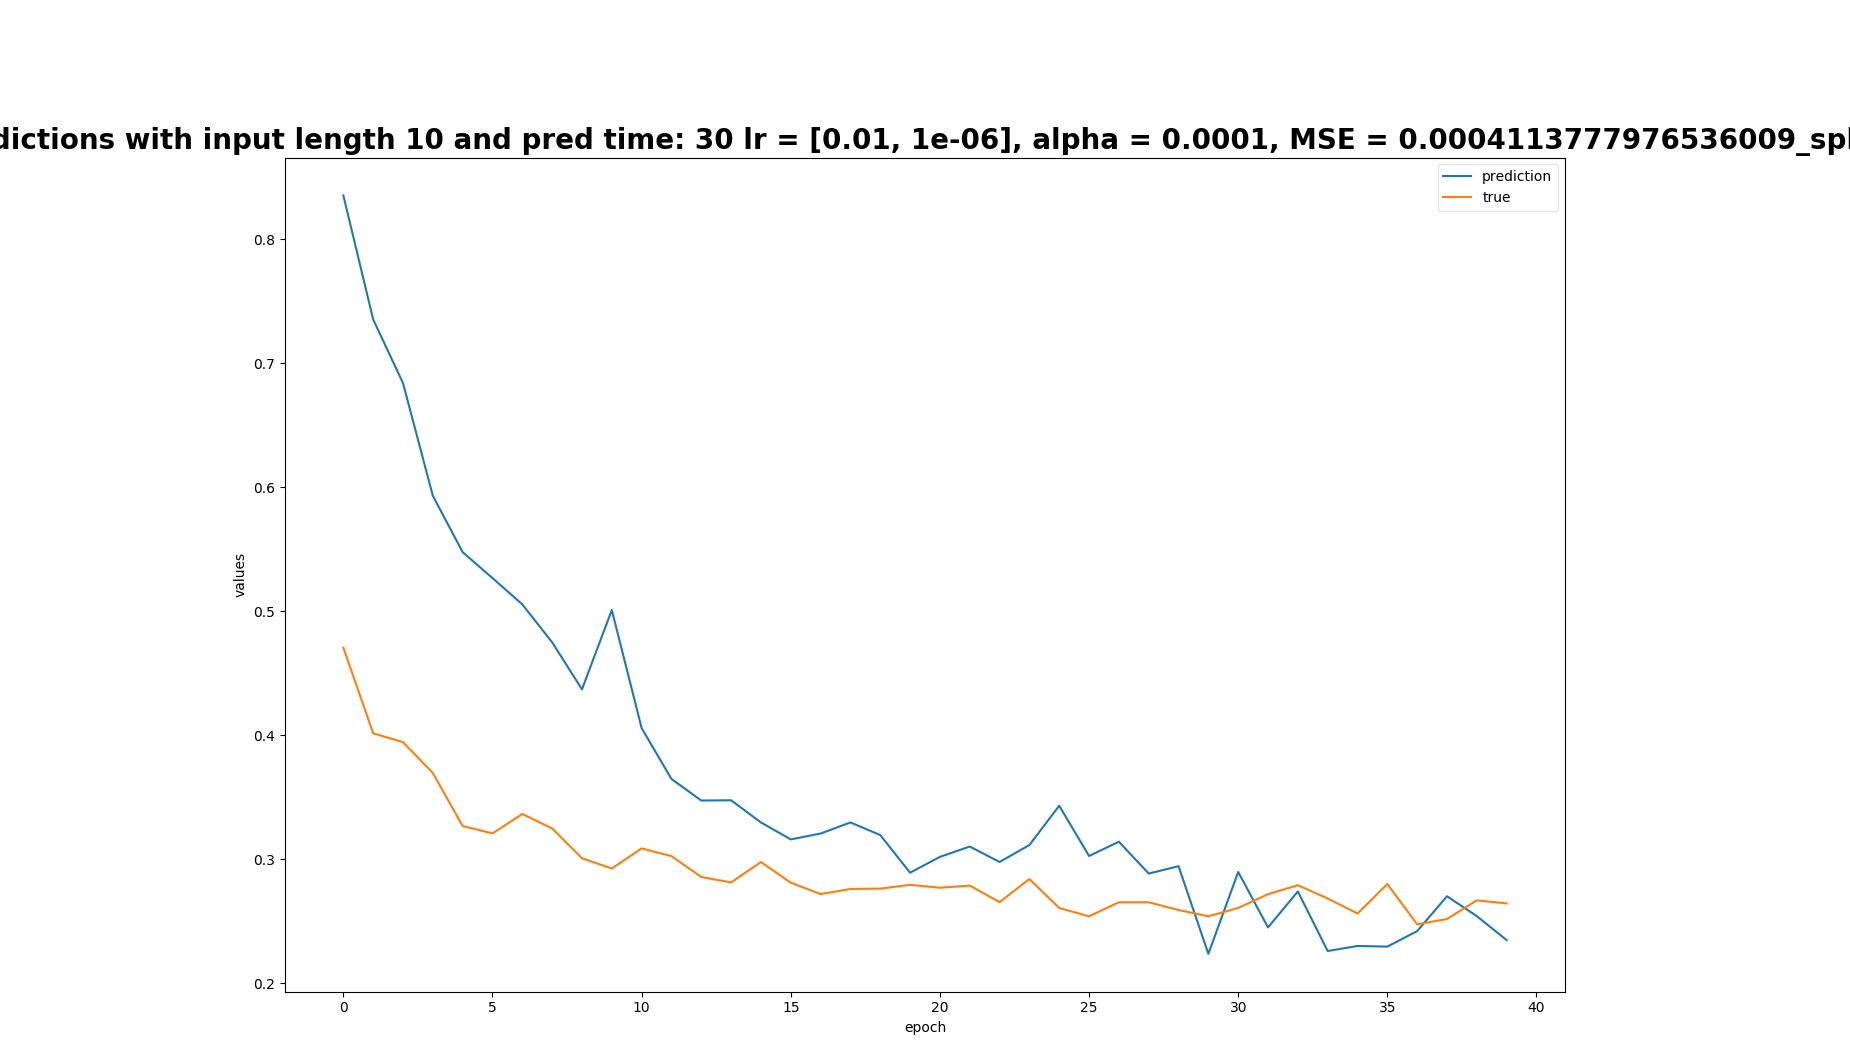 dictions with input length 10 and pred time: 30 lr = [0.01, 1e-06], alpha = 0.0001, MSE = 0.0004113777976536009_spl
prediction
true
0.8
0.7
0.6
0.5
0.4
0.3
0.2
values
0 5 10 15 20 25 30 35 40
epoch